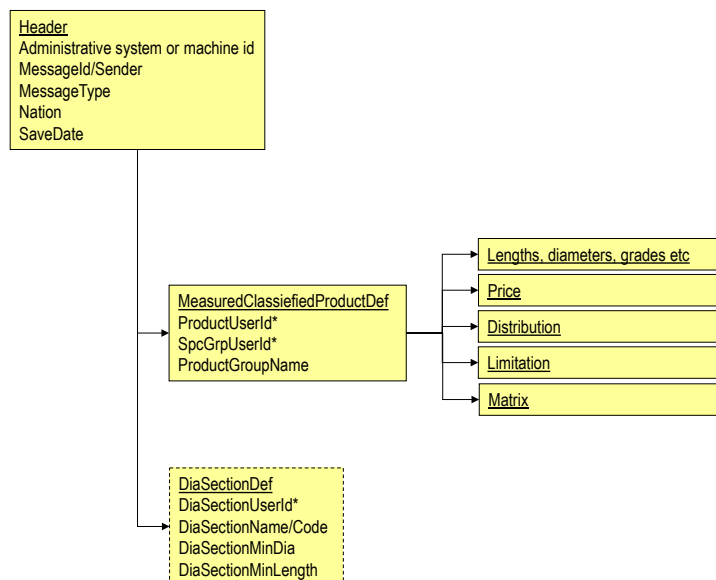 Header
Administrative system or machine id
MessageId/Sender
MessageType
Nation
SaveDate
Lengths, diameters, grades etc
Price
Distribution
Limitation
Matrix
MeasuredClassiefiedProductDef
ProductUserId*
SpcGrpUserId*
ProductGroupName
DiaSectionDef
DiaSectionUserId*
DiaSectionName/Code
DiaSectionMinDia
DiaSectionMinLength